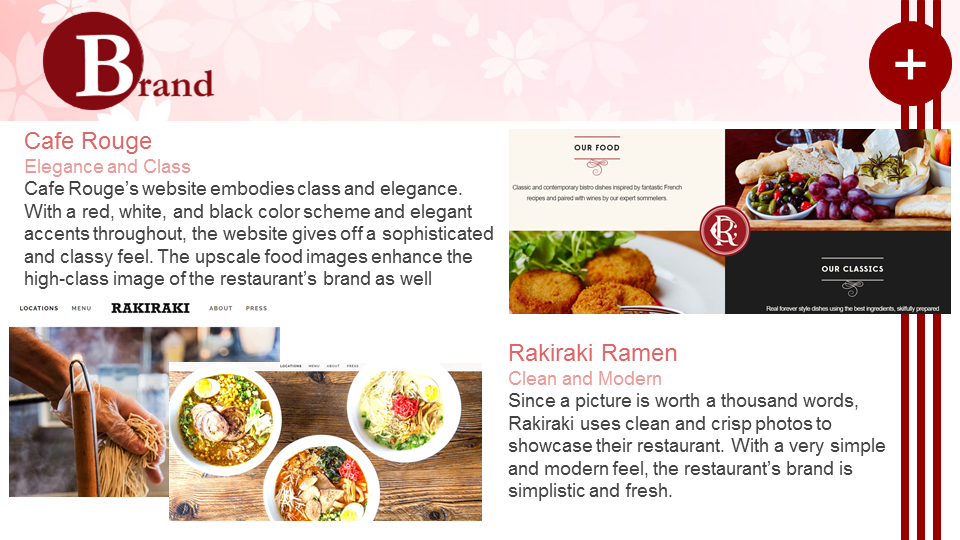 Brand
+
Cafe Rouge
Elegance and Class
Cafe Rouge’s website embodies class and elegance.
With a red, white, and black color scheme and elegant
accents throughout, the website gives off a sophisticated
and classy feel. The upscale food images enhance the
high-class image of the restaurant’s brand as well
OUR FOOD
Classic and contemporary bistro dishes inspired by fantastic French
recipes and paired with wines by our expert sommeliers.
CR
OUR CLASSICS
Real forever style dishes using the best ingredients, skilfully prepared
LOCATIONS MENU RAKIRAKI ABOUT PRESS
LOCATIONS MENU ABOUT PRESS
Rakiraki Ramen
Clean and Modern
Since a picture is worth a thousand words,
Rakiraki uses clean and crisp photos to
showcase their restaurant. With a very simple
and modern feel, the restaurant’s brand is
simplistic and fresh.